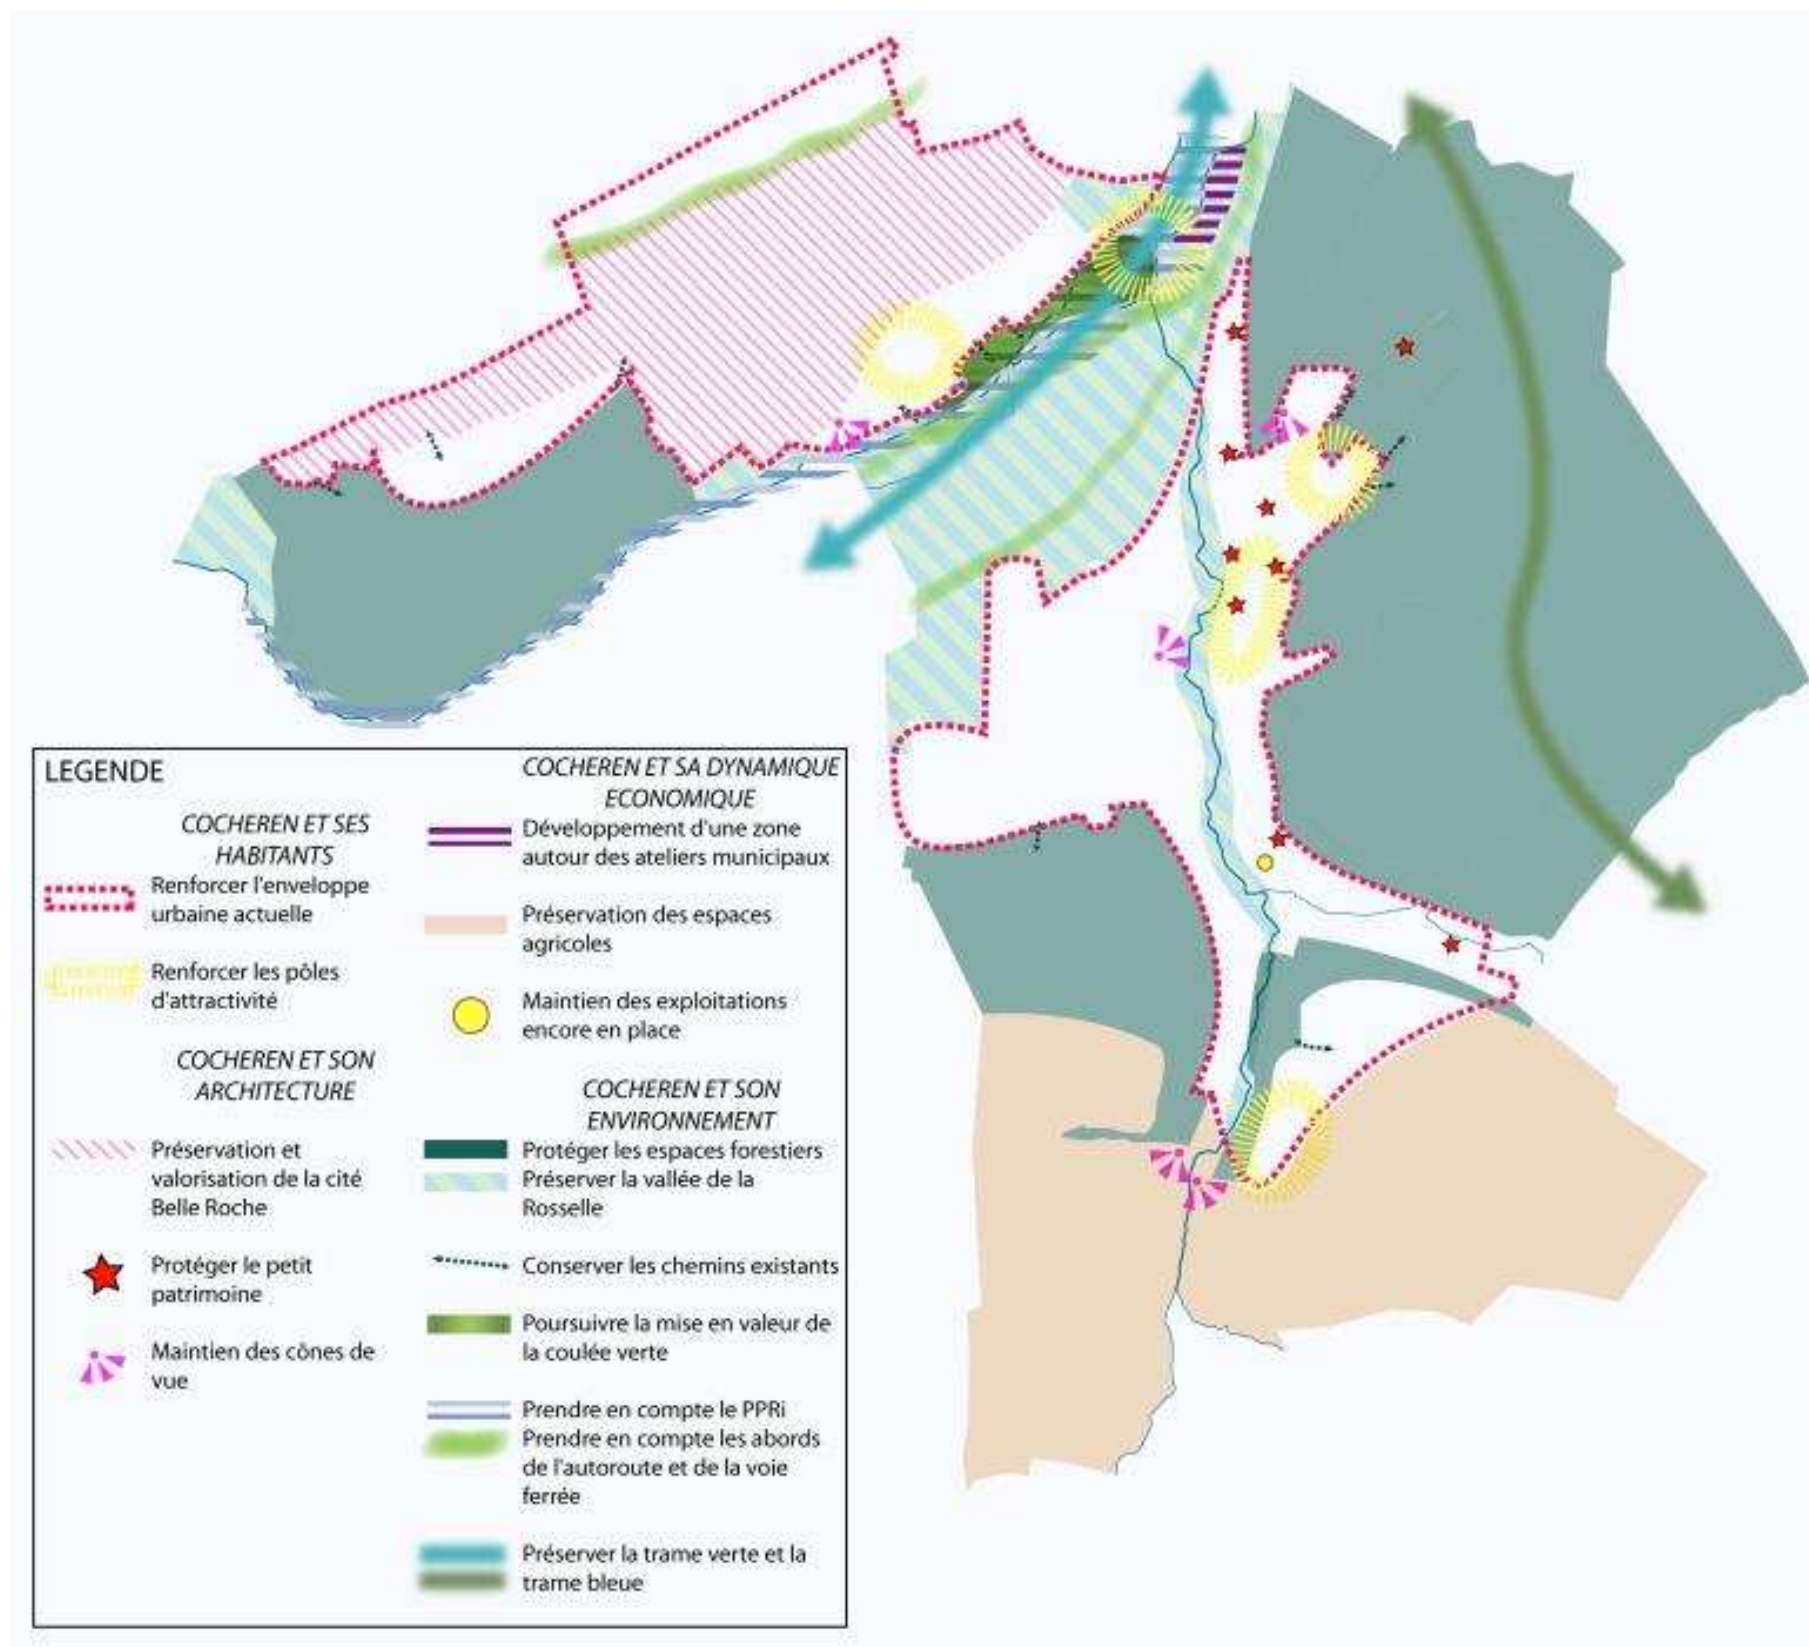 LEGENDE
COCHEREN ET SES
HABITANTS
Renforcer l'enveloppe
urbaine actuelle
Renforcer les pôles
d'attractivité
COCHEREN ET SON
ARCHITECTURE
Préservation et
valorisation de la cité
Belle Roche
Protéger le petit
patrimoine
Maintien des cônes de
vue
COCHEREN ET SA DYNAMIQUE
ECONOMIQUE
Développement d'une zone
autour des ateliers municipaux
Préservation des espaces
agricoles
Maintien des exploitations
encore en place
COCHEREN ET SON
ENVIRONNEMENT
Protéger les espaces forestiers
Préserver la vallée de la
Rosselle
Conserver les chemins existants
Poursuivre la mise en valeur de
la coulée verte
Prendre en compte le PPRi
Prendre en compte les abords
de l'autoroute et de la voie
ferrée
Préserver la trame verte et la
trame bleue